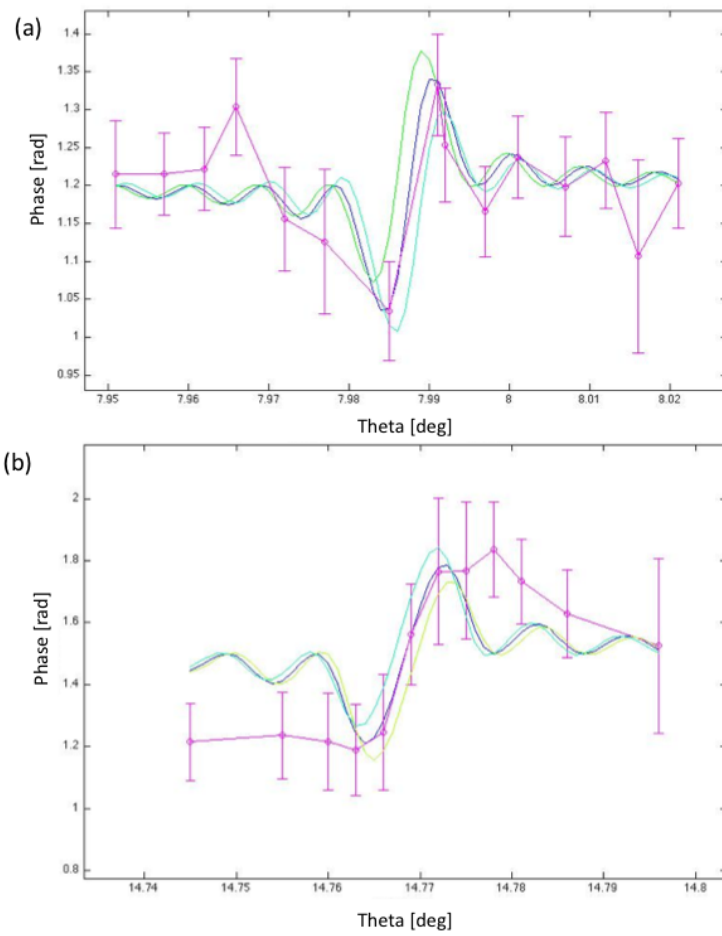 (a)
1.4
1.35
1.3
1.25
1.2
1.15
1.1
1.05
1
0.95
Phase [rad]
7.95 7.96 7.97 7.98 7.99 8 8.01 8.02
Theta [deg]
(b)
2
1.8
1.6
1.4
1.2
1
0.8
Phase [rad]
14.74 14.75 14.76 14.77 14.78 14.79 14.8
Theta [deg]